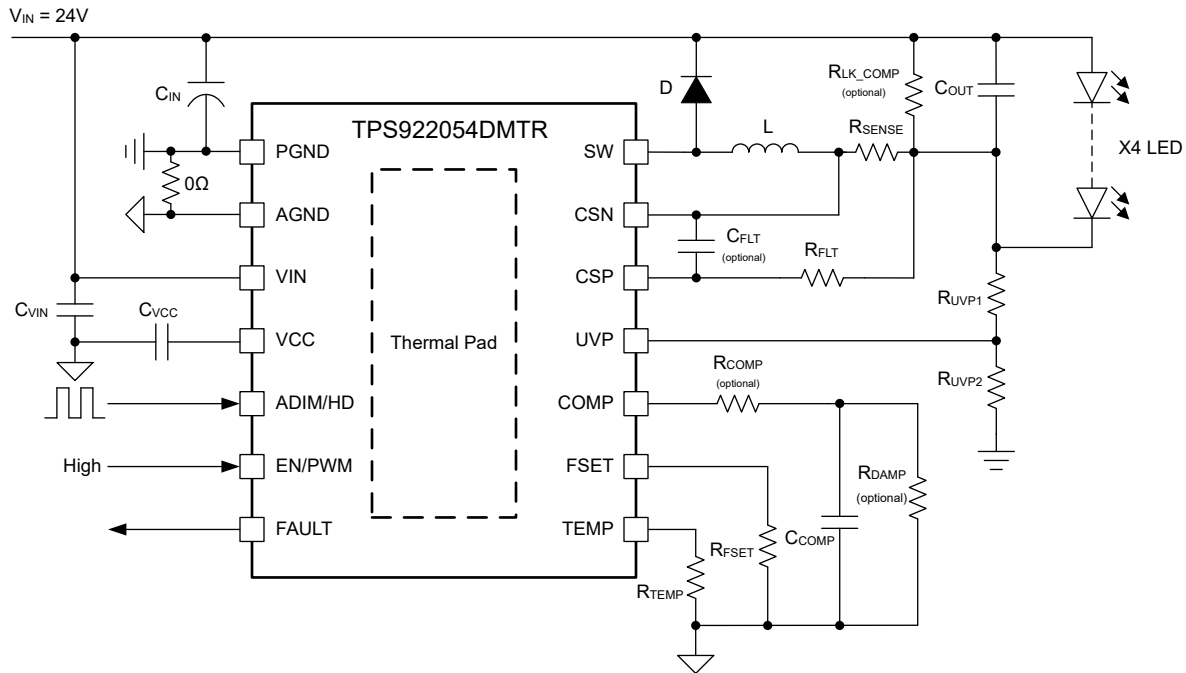 VIN = 24V
CIN
D
RLK_COMP
(optional)
COUT
TPS922054DMTR
L
RSENSE
X4 LED
PGND
SW
0Ω
AGND
CSN
CFLT
(optional)
RFLT
VIN
CSP
CVIN
CVCC
RUVP1
VCC
Thermal Pad
UVP
RCOMP
(optional)
RUVP2
ADIM/HD
COMP
High
EN/PWM
FSET
RDAMP
(optional)
FAULT
TEMP
RFSET
CCOMP
RTEMP